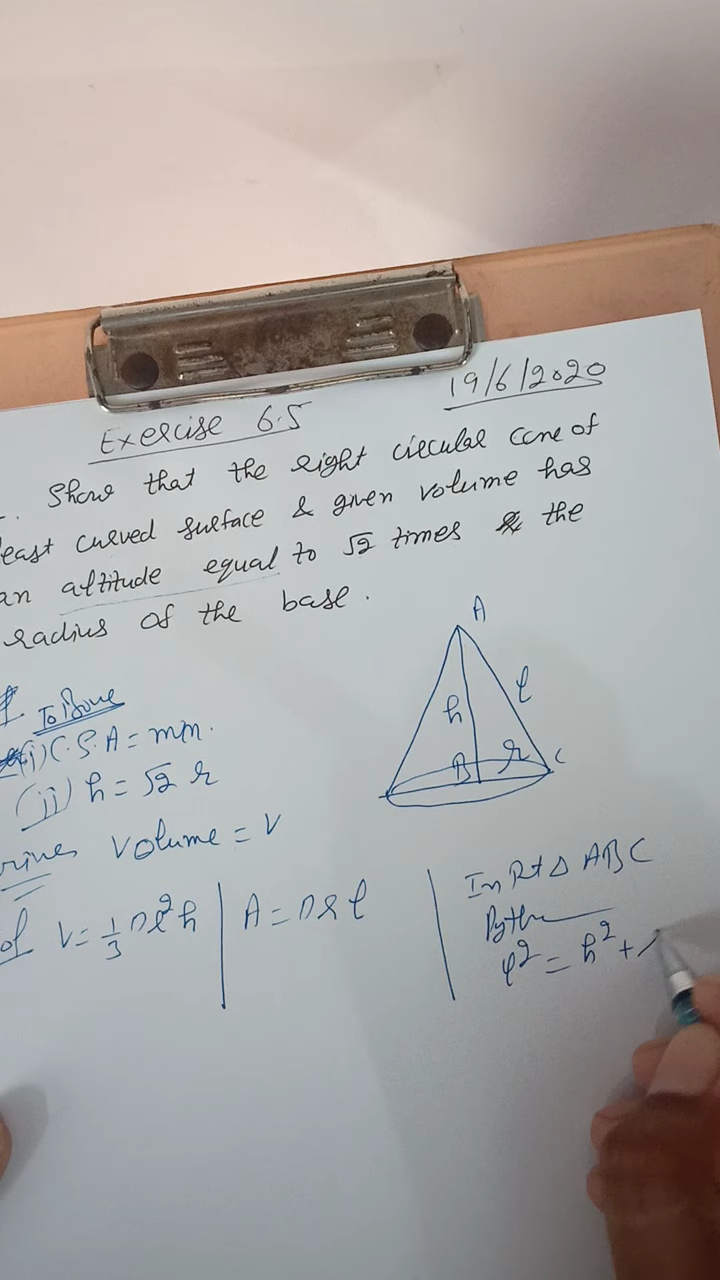 Exercise 6.5
19/6/2020
Show that the right circular cone of
least curved surface & given volume has
an altitude equal to √2 times the
radius of the base.
To Prove
(i) C.S.A = min.
(ii) h = √2 r
volume = V
V = 1/3 πr²h
A = πrl
In Rt Δ ABC
Pyth
l² = h² +
A
h
l
B
r
C